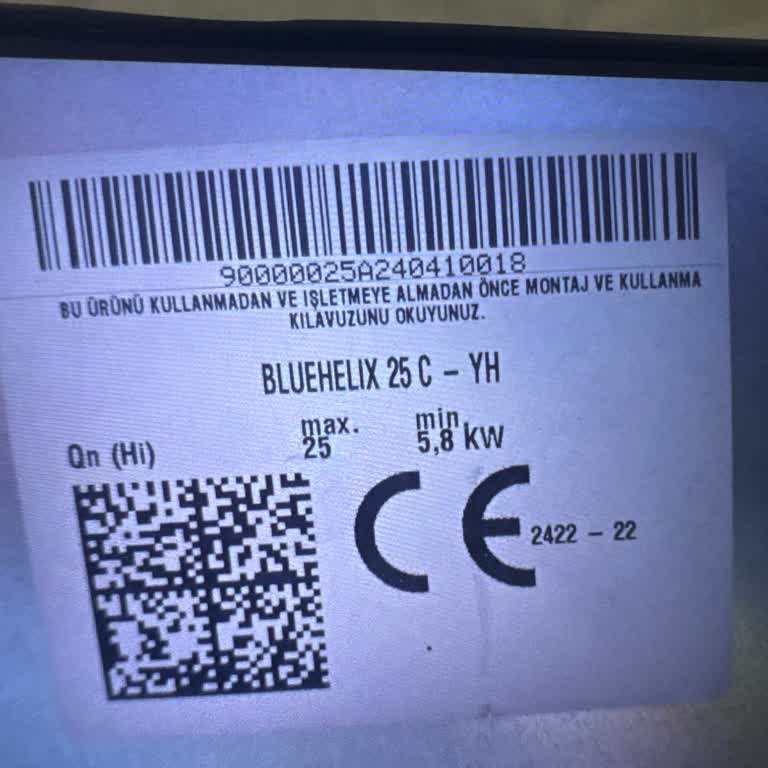 90000025A240410018
BU ÜRÜNÜ KULLANMADAN VE IŞLETMEYE ALMADAN ÖNCE MONTAJ VE KULLANMA
KILAVUZUNU OKUYUNUZ.
BLUEHELIX 25 C – YH
Qn (Hi) max. 25 min 5,8 kW
CE 2422 – 22